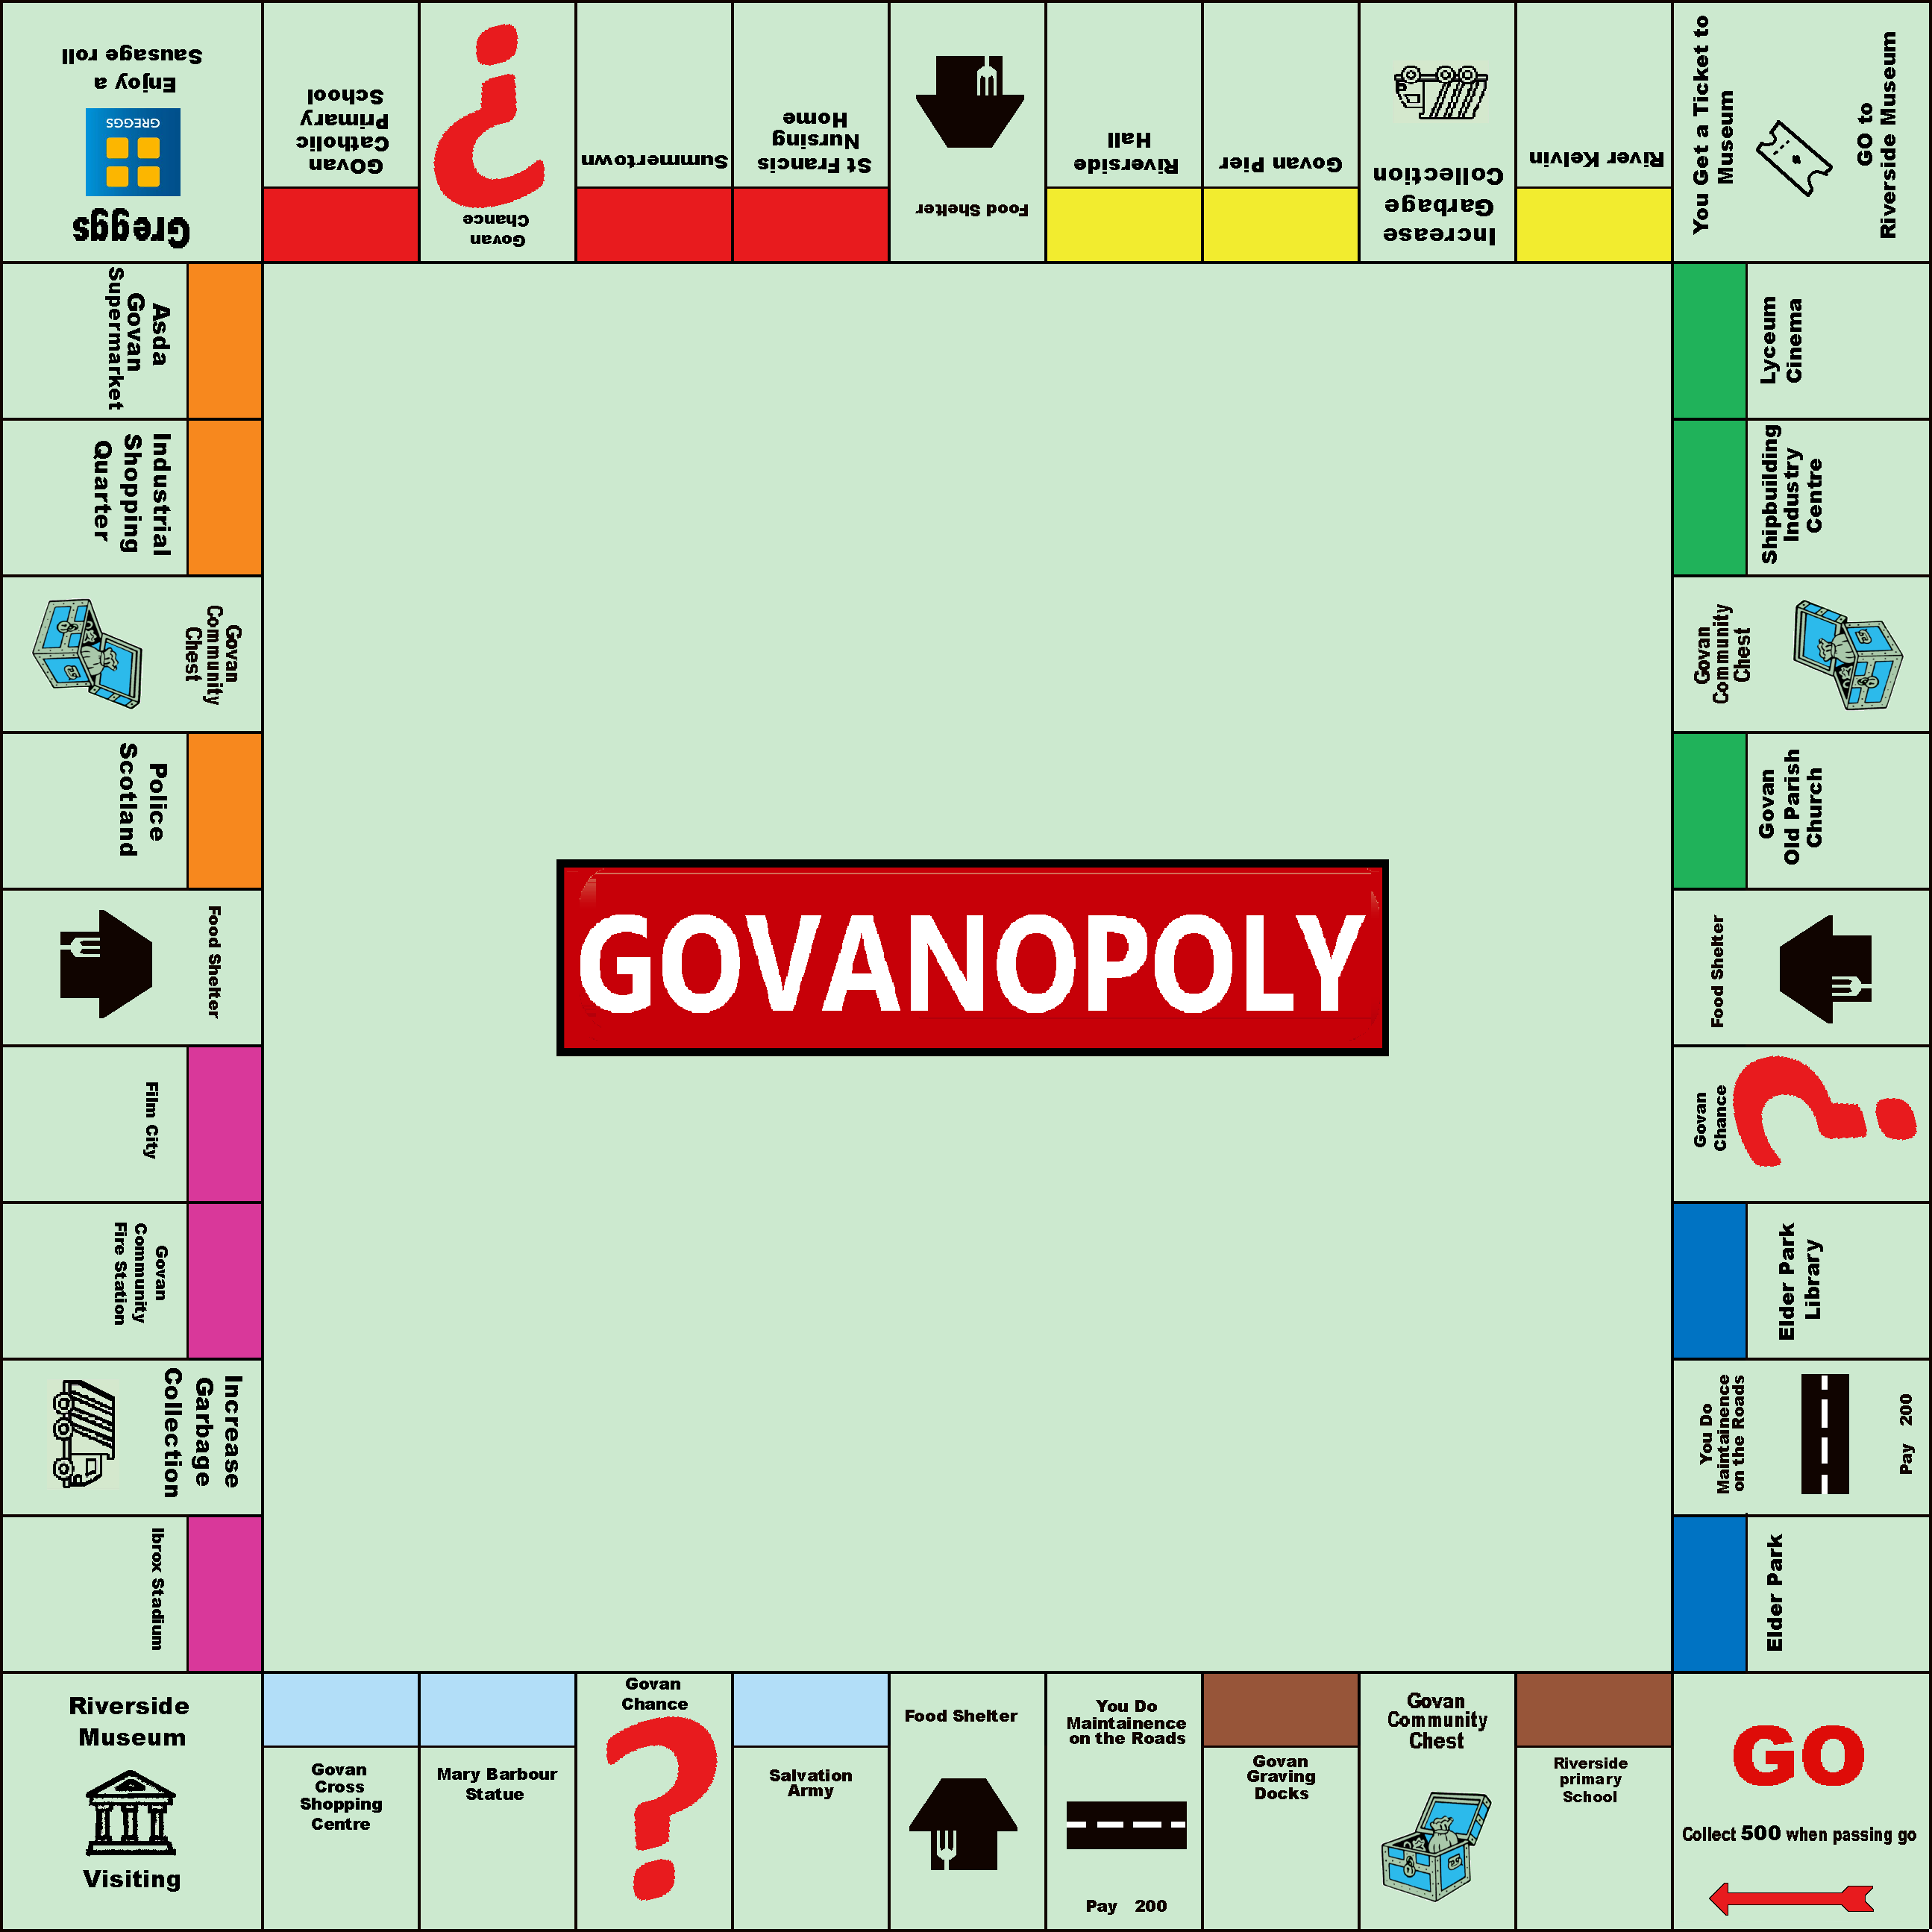 Enjoy a
Sausage roll
GREGGS
Greggs
GOvan
Catholic
Primary
School
Govan
Chance
Summertown
St Francis
Nursing
Home
Food Shelter
Riverside
Hall
Govan Pier
Increase
Garbage
Collection
River Kelvin
You Get a Ticket to
Museum
GO to
Riverside Museum
Asda
Govan
Supermarket
Lyceum
Cinema
Industrial
Shopping
Quarter
Shipbuilding
Industry
Centre
Govan
Community
Chest
Govan
Community
Chest
Police
Scotland
Govan
Old Parish
Church
Food Shelter
GOVANOPOLY
Food Shelter
Film City
Govan
Chance
Govan
Community
Fire Station
Elder Park
Library
Increase
Garbage
Collection
You Do
Maintainence
on the Roads
Pay 200
Ibrox Stadium
Elder Park
Riverside
Museum
Visiting
Govan
Cross
Shopping
Centre
Mary Barbour
Statue
Govan
Chance
Salvation
Army
Food Shelter
You Do
Maintainence
on the Roads
Pay 200
Govan
Graving
Docks
Govan
Community
Chest
Riverside
primary
School
GO
Collect 500 when passing go